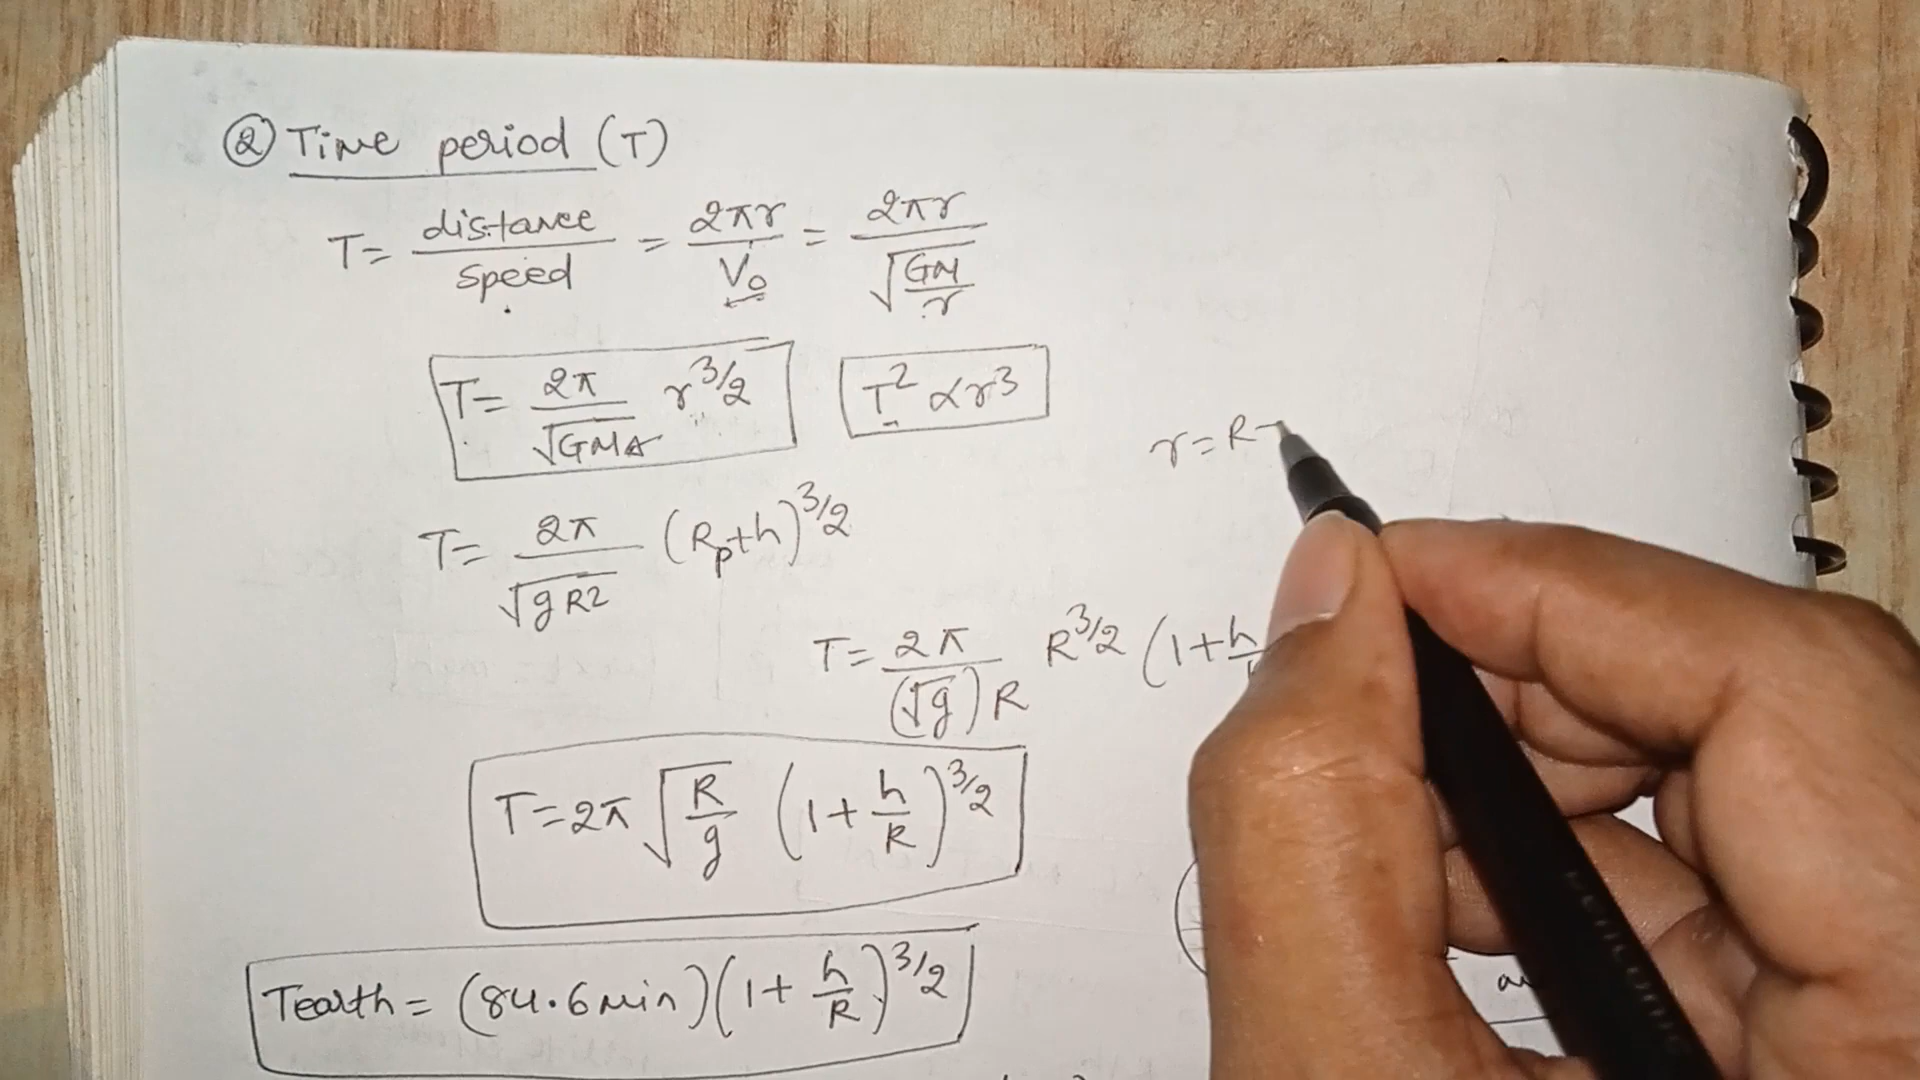 ② Time period (T)
T = distance/speed = 2πr/V₀ = 2πr/√(GM/r)
T = 2π/√GM r^3/2   T² ∝ r³
r = R
T = 2π/√gR² (Rp+h)^3/2
T = 2π/(√g)R R^3/2 (1+h
T = 2π √(R/g) (1 + h/R)^3/2
Tearth = (84.6 min)(1 + h/R)^3/2